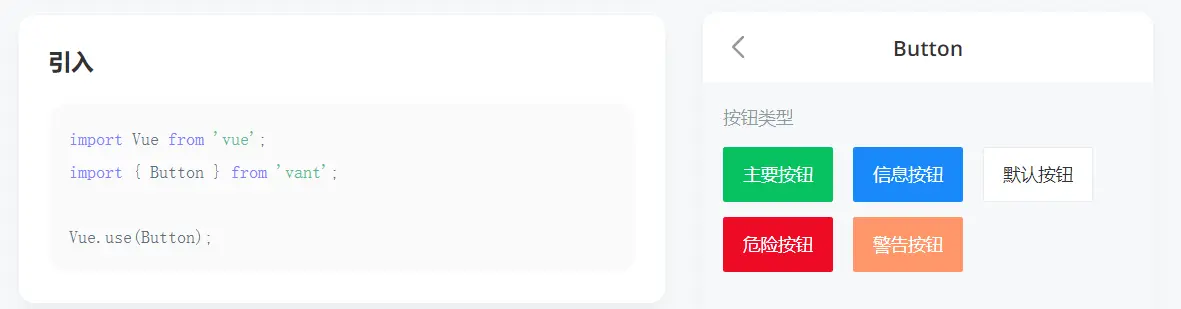 引入
import Vue from 'vue';
import { Button } from 'vant';
Vue.use(Button);
Button
按钮类型
主要按钮
信息按钮
默认按钮
危险按钮
警告按钮